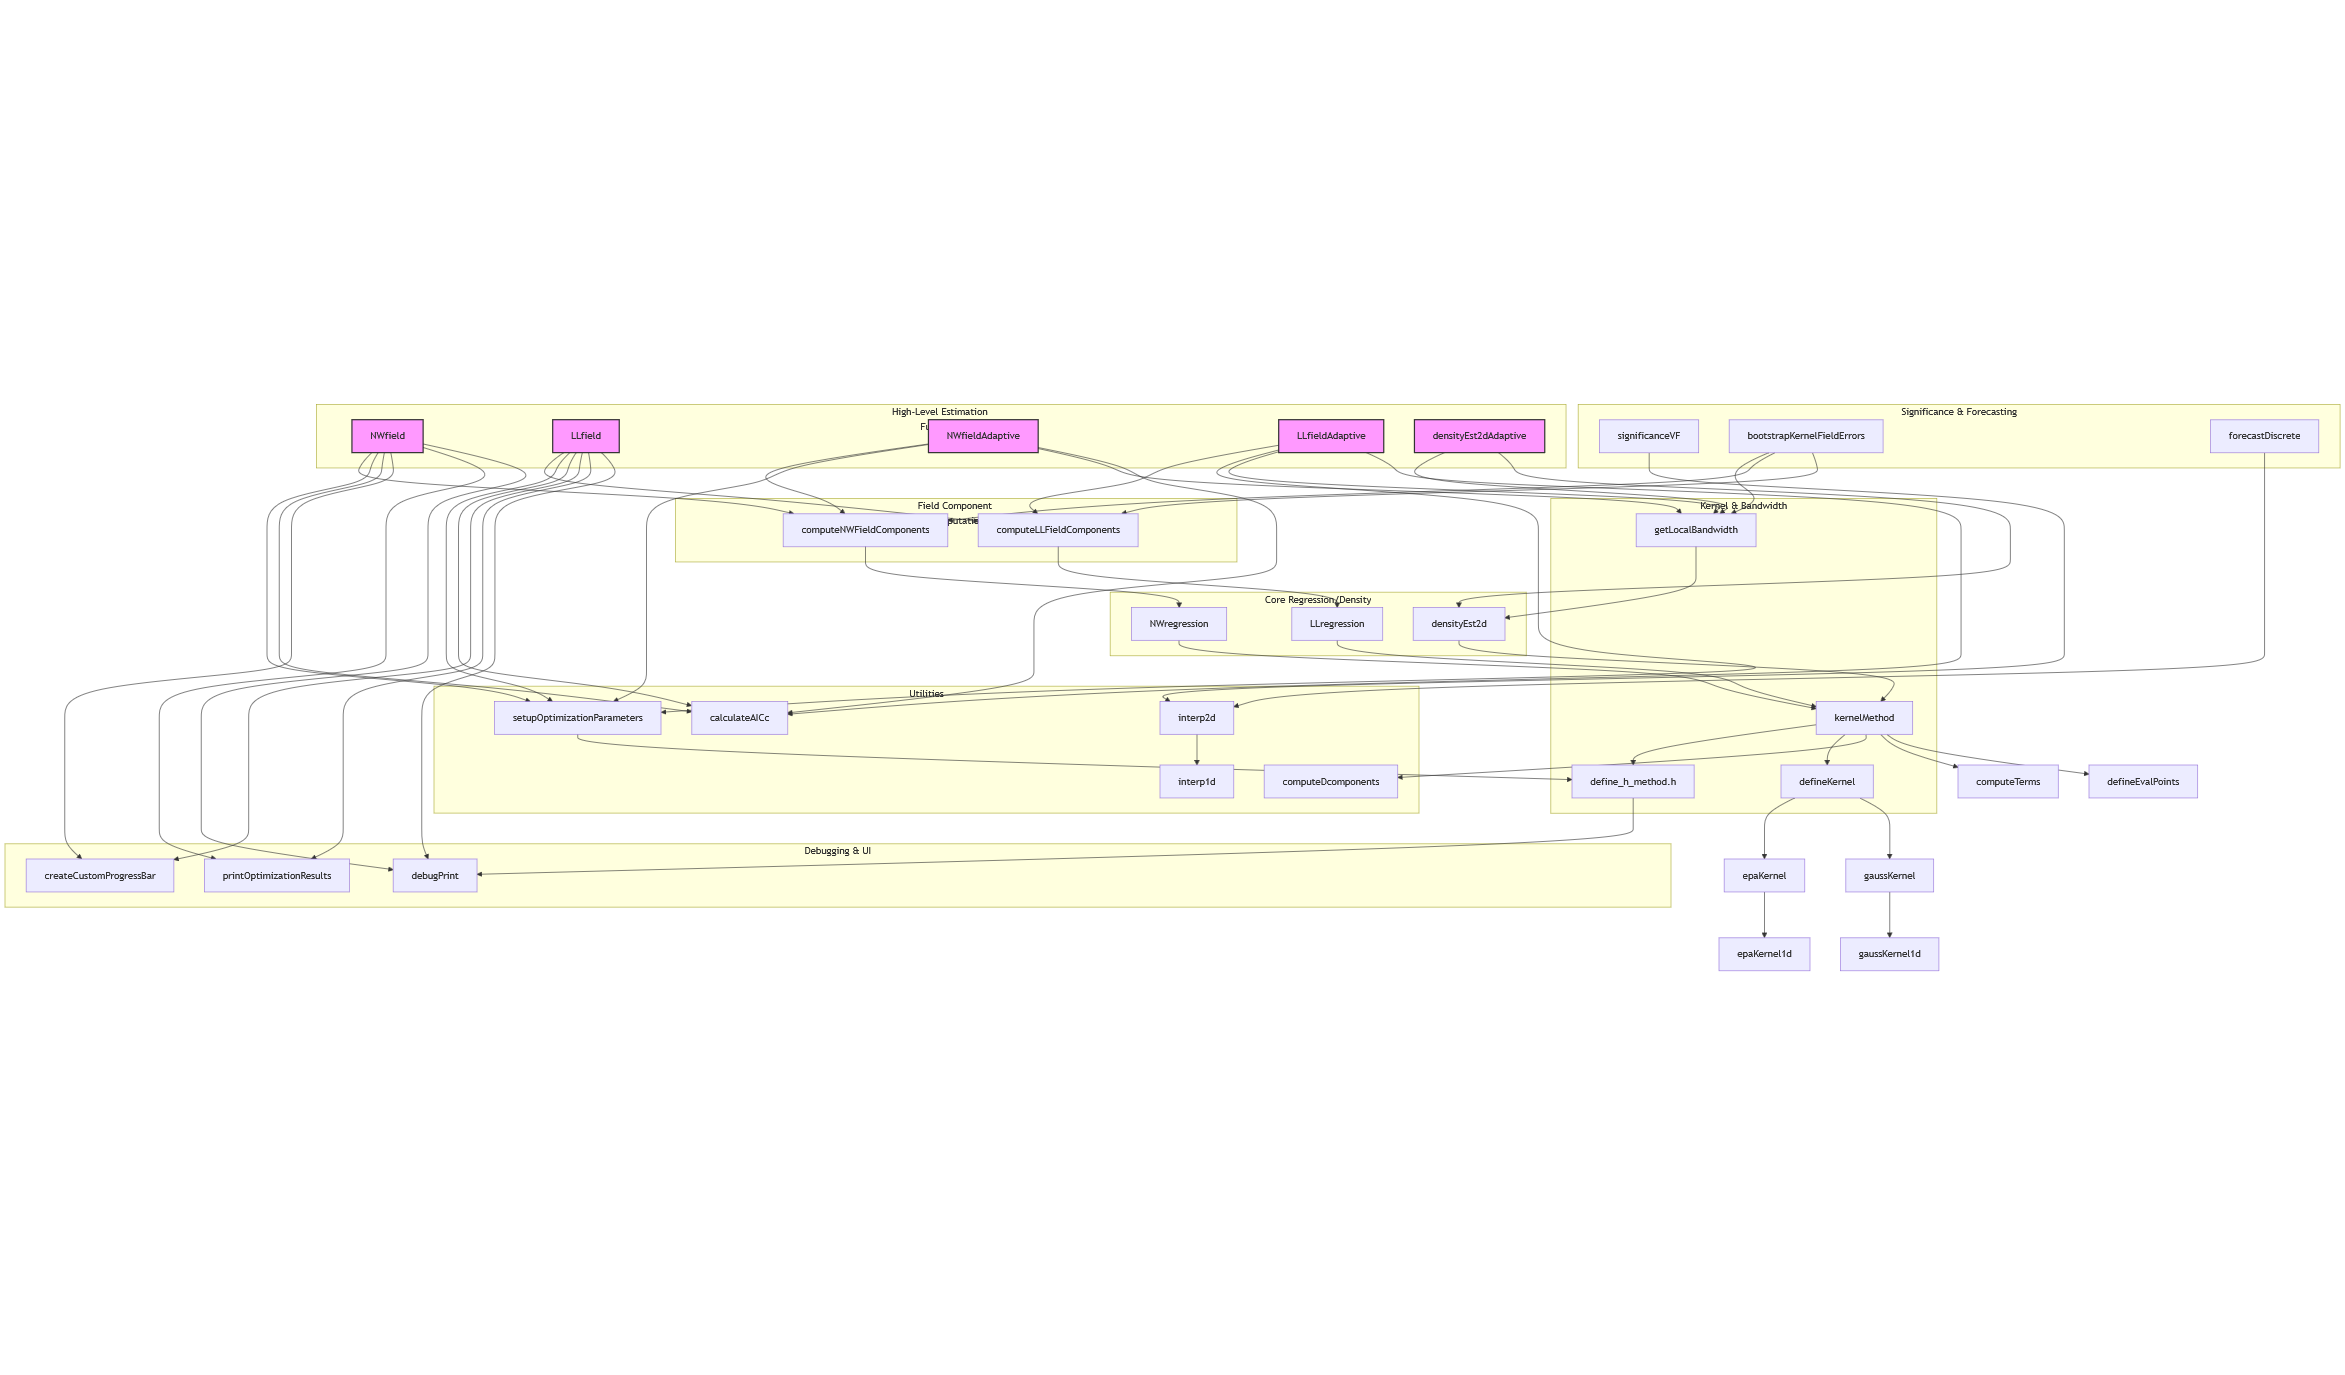 High-Level Estimation
Fu
Significance & Forecasting
NWfield
LLfield
NWfieldAdaptive
LLfieldAdaptive
densityEst2dAdaptive
significanceVF
bootstrapKernelFieldErrors
forecastDiscrete
Field Component
putatio
Kernel & Bandwidth
computeNWFieldComponents
computeLLFieldComponents
getLocalBandwidth
Core Regression/Density
NWregression
LLregression
densityEst2d
Utilities
setupOptimizationParameters
calculateAICc
interp2d
kernelMethod
interp1d
computeDcomponents
define_h_method.h
defineKernel
computeTerms
defineEvalPoints
Debugging & UI
createCustomProgressBar
printOptimizationResults
debugPrint
epaKernel
gaussKernel
epaKernel1d
gaussKernel1d